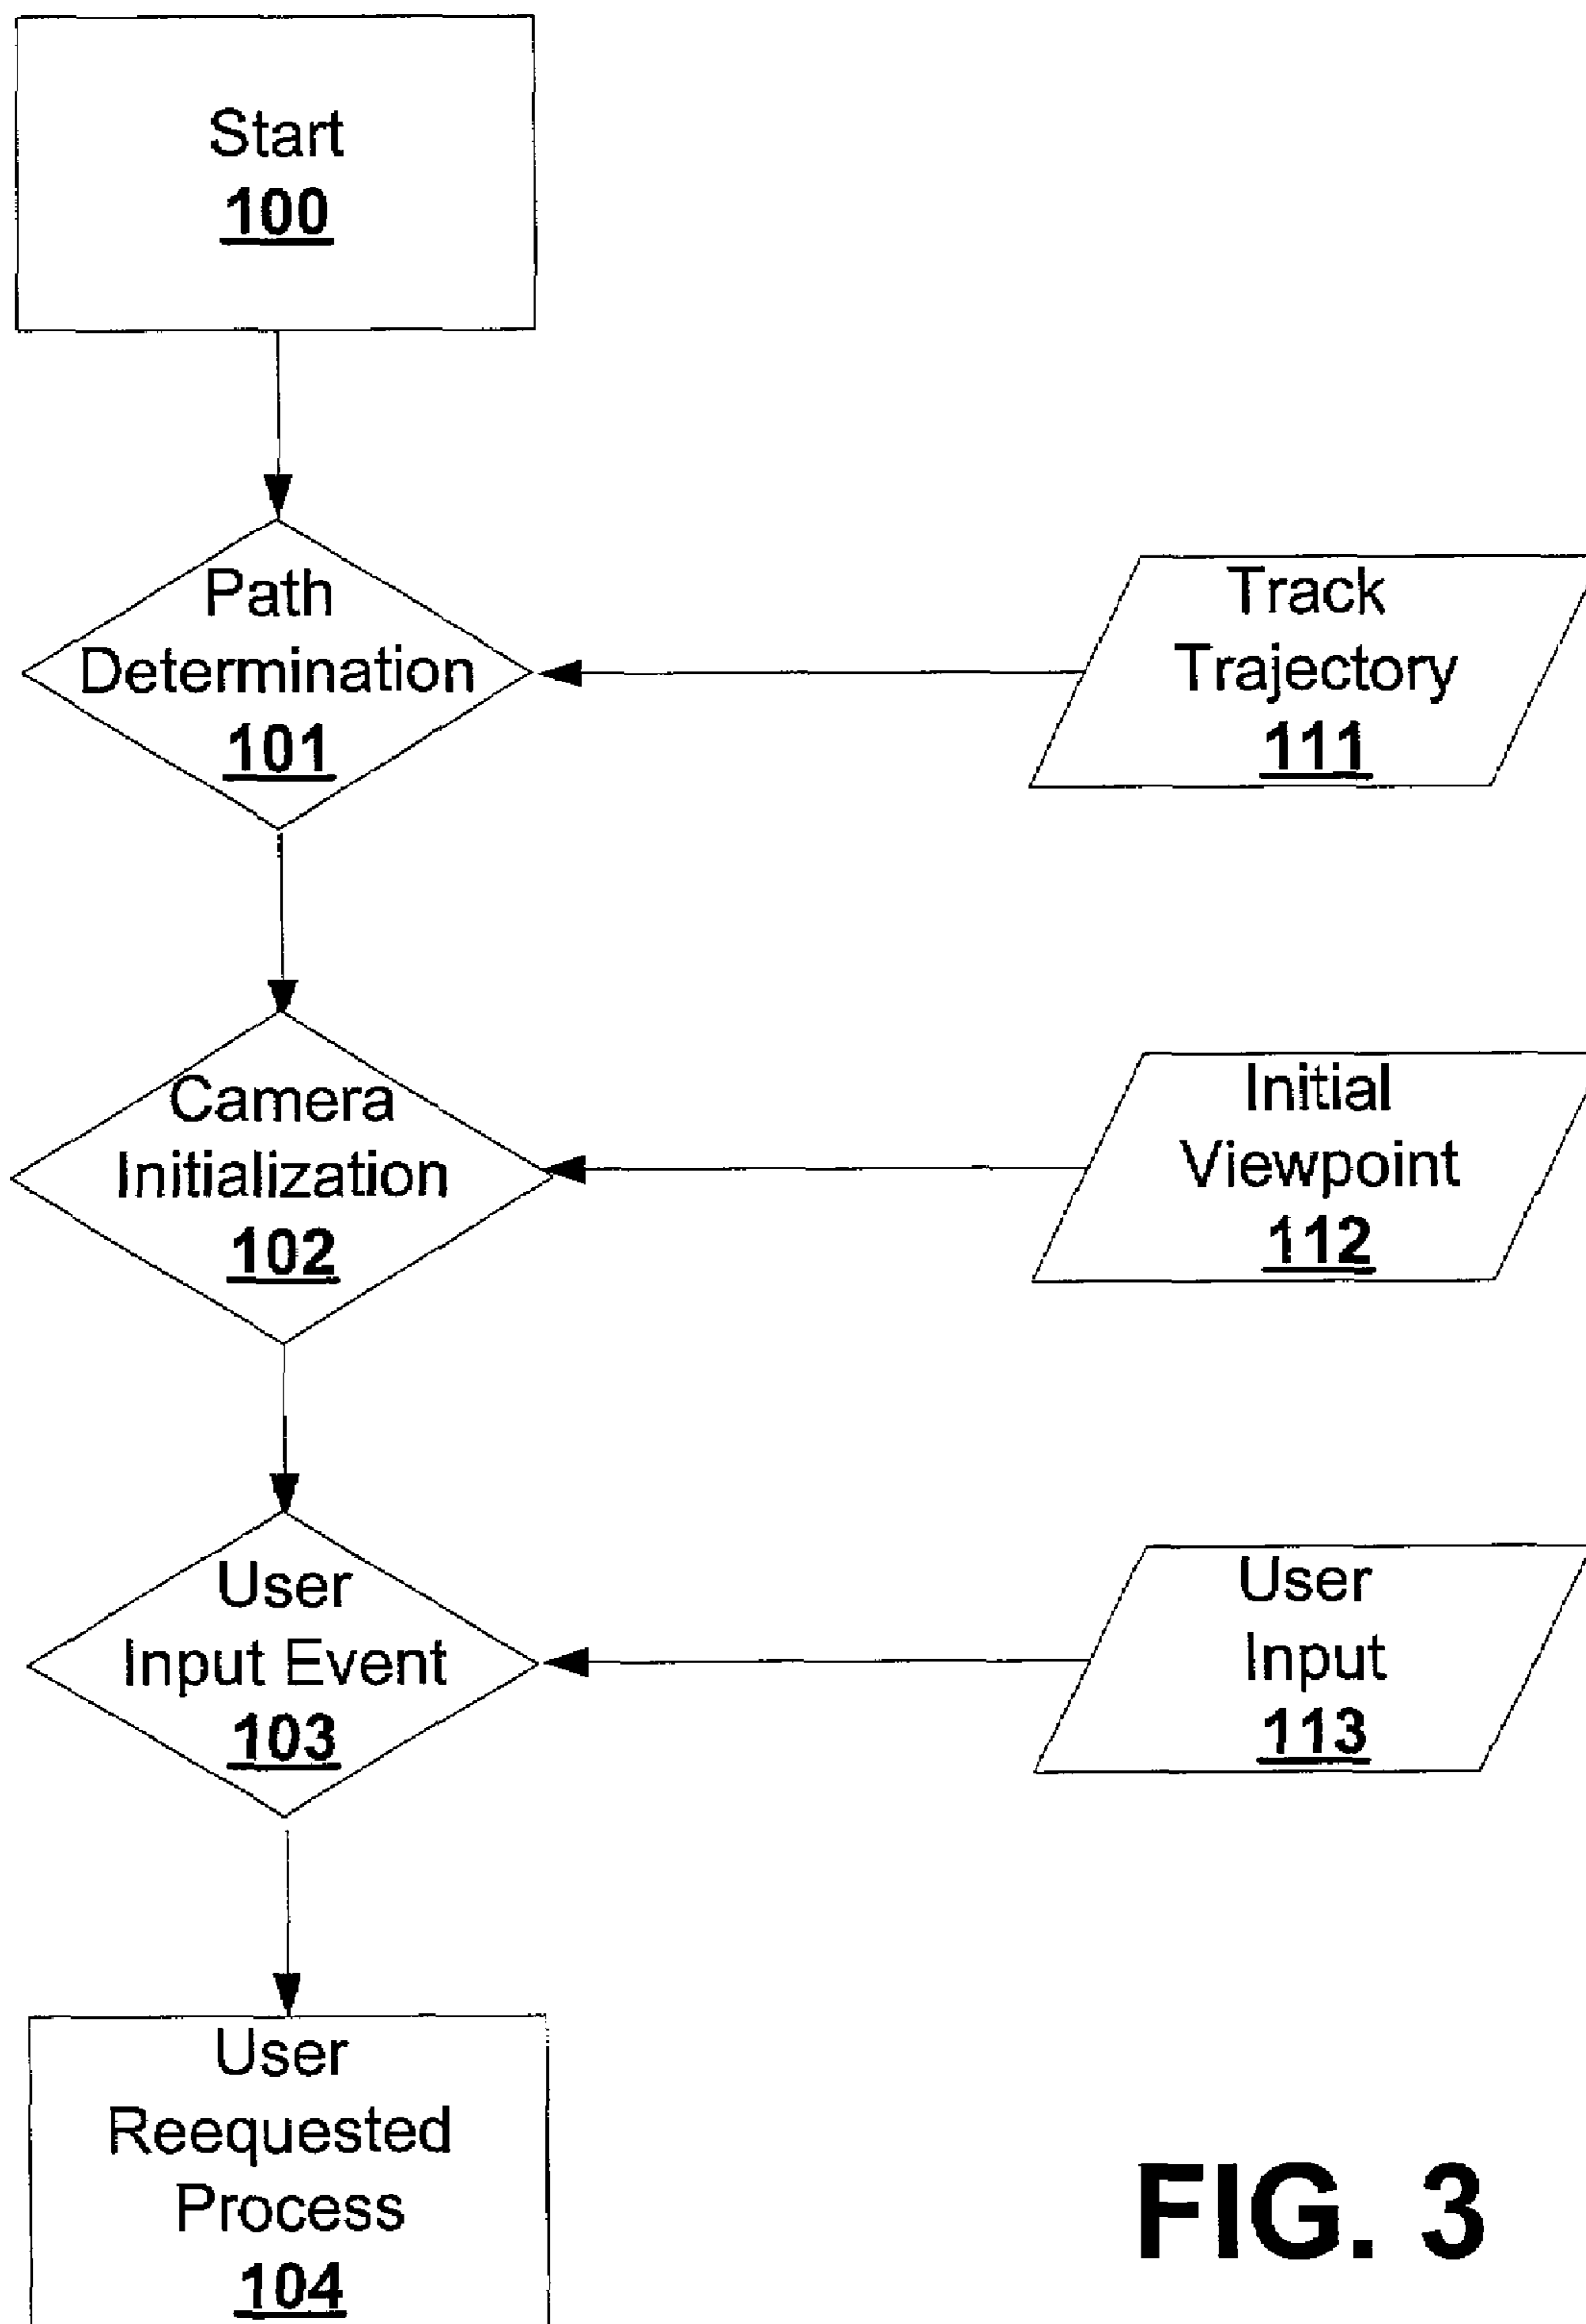 Start
100
Path
Determination
101
Track
Trajectory
111
Camera
Initialization
102
Initial
Viewpoint
112
User
Input Event
103
User
Input
113
User
Reequested
Process
104
FIG. 3